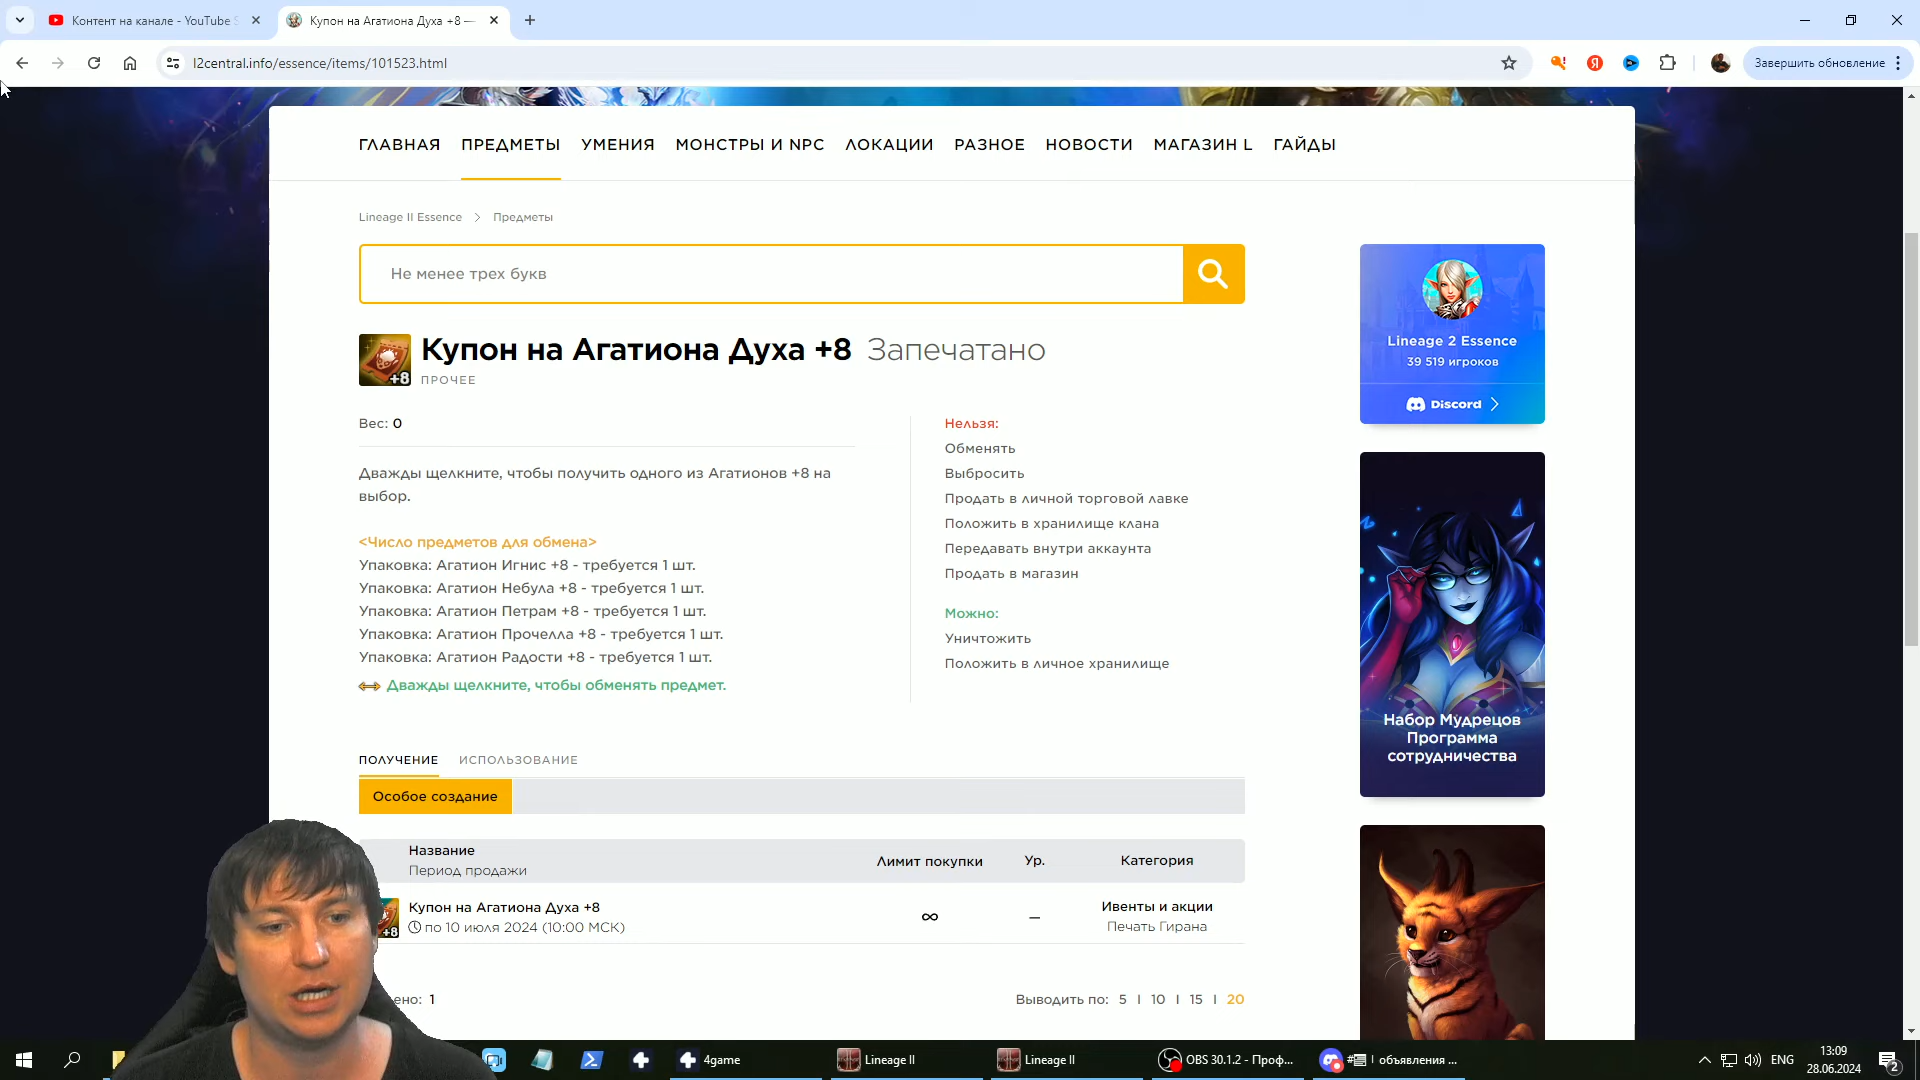 Контент на канале - YouTube S
Купон на Агатиона Духа +8 —
l2central.info/essence/items/101523.html
Завершить обновление
ГЛАВНАЯ
ПРЕДМЕТЫ
УМЕНИЯ
МОНСТРЫ И NPC
ЛОКАЦИИ
РАЗНОЕ
НОВОСТИ
МАГАЗИН L
ГАЙДЫ
Lineage II Essence
Предметы
Не менее трех букв
Купон на Агатиона Духа +8 Запечатано
+8
ПРОЧЕЕ
Вес: 0
Дважды щелкните, чтобы получить одного из Агатионов +8 на
выбор.
<Число предметов для обмена>
Упаковка: Агатион Игнис +8 - требуется 1 шт.
Упаковка: Агатион Небула +8 - требуется 1 шт.
Упаковка: Агатион Петрам +8 - требуется 1 шт.
Упаковка: Агатион Прочелла +8 - требуется 1 шт.
Упаковка: Агатион Радости +8 - требуется 1 шт.
Дважды щелкните, чтобы обменять предмет.
Нельзя:
Обменять
Выбросить
Продать в личной торговой лавке
Положить в хранилище клана
Передавать внутри аккаунта
Продать в магазин
Можно:
Уничтожить
Положить в личное хранилище
Lineage 2 Essence
39 519 игроков
Discord
Набор Мудрецов
Программа
сотрудничества
ПОЛУЧЕНИЕ
ИСПОЛЬЗОВАНИЕ
Особое создание
Название
Период продажи
Лимит покупки
Ур.
Категория
Купон на Агатиона Духа +8
+8
по 10 июля 2024 (10:00 МСК)
∞
—
Ивенты и акции
Печать Гирана
ено: 1
Выводить по: 5 | 10 | 15 | 20
4game
Lineage II
Lineage II
OBS 30.1.2 - Проф...
# | объявления ...
ENG
13:09
28.06.2024
2